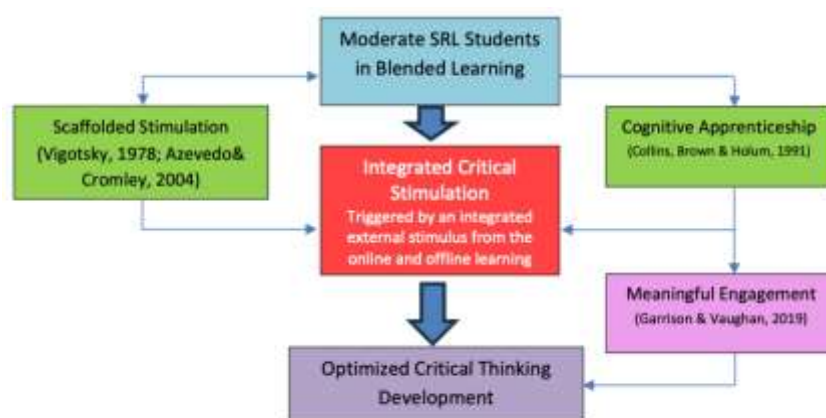 Moderate SRL Students
in Blended Learning
Scaffolded Stimulation
(Vigotsky, 1978; Azevedo&
Cromley, 2004)
Cognitive Apprenticeship
(Collins, Brown & Holum, 1991)
Integrated Critical
Stimulation
Triggered by an integrated
external stimulus from the
online and offline learning
Meaningful Engagement
(Garrison & Vaughan, 2019)
Optimized Critical Thinking
Development